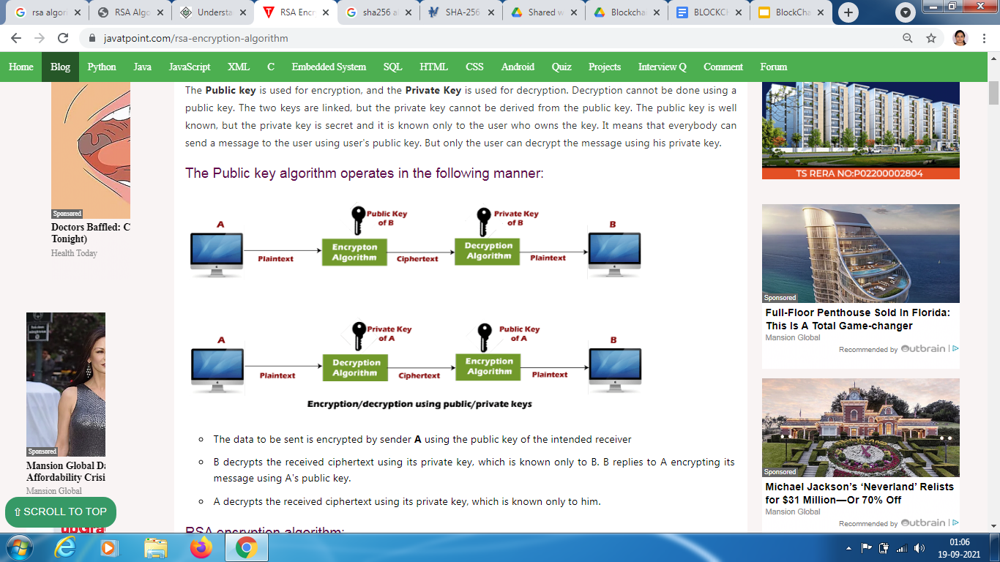 rsa algori
RSA Algo
Understa
RSA Encr
sha256 a
SHA-256
Shared w
Blockcha
BLOCKCH
BlockCha
javatpoint.com/rsa-encryption-algorithm
Home Blog Python Java JavaScript XML C Embedded System SQL HTML CSS Android Quiz Projects Interview Q Comment Forum
The Public key is used for encryption, and the Private Key is used for decryption. Decryption cannot be done using a
public key. The two keys are linked, but the private key cannot be derived from the public key. The public key is well
known, but the private key is secret and it is known only to the user who owns the key. It means that everybody can
send a message to the user using user's public key. But only the user can decrypt the message using his private key.
The Public key algorithm operates in the following manner:
A
Public Key
of B
Private Key
of B
B
Encrypton
Algorithm
Decryption
Algorithm
Plaintext
Ciphertext
Plaintext
A
Private Key
of A
Public Key
of A
B
Decryption
Algorithm
Encryption
Algorithm
Plaintext
Ciphertext
Plaintext
Encryption/decryption using public/private keys
The data to be sent is encrypted by sender A using the public key of the intended receiver
B decrypts the received ciphertext using its private key, which is known only to B. B replies to A encrypting its
message using A's public key.
A decrypts the received ciphertext using its private key, which is known only to him.
RSA encryption algorithm:
Sponsored
Doctors Baffled: C
Tonight)
Health Today
Sponsored
Mansion Global Da
Affordability Crisi
Mansion Global
⇧ SCROLL TO TOP
upGra
TS RERA NO:P02200002804
Sponsored
Full-Floor Penthouse Sold In Florida:
This Is A Total Game-changer
Mansion Global
Recommended by Outbrain
Sponsored
Michael Jackson's 'Neverland' Relists
for $31 Million—Or 70% Off
Mansion Global
Recommended by Outbrain
01:06
19-09-2021